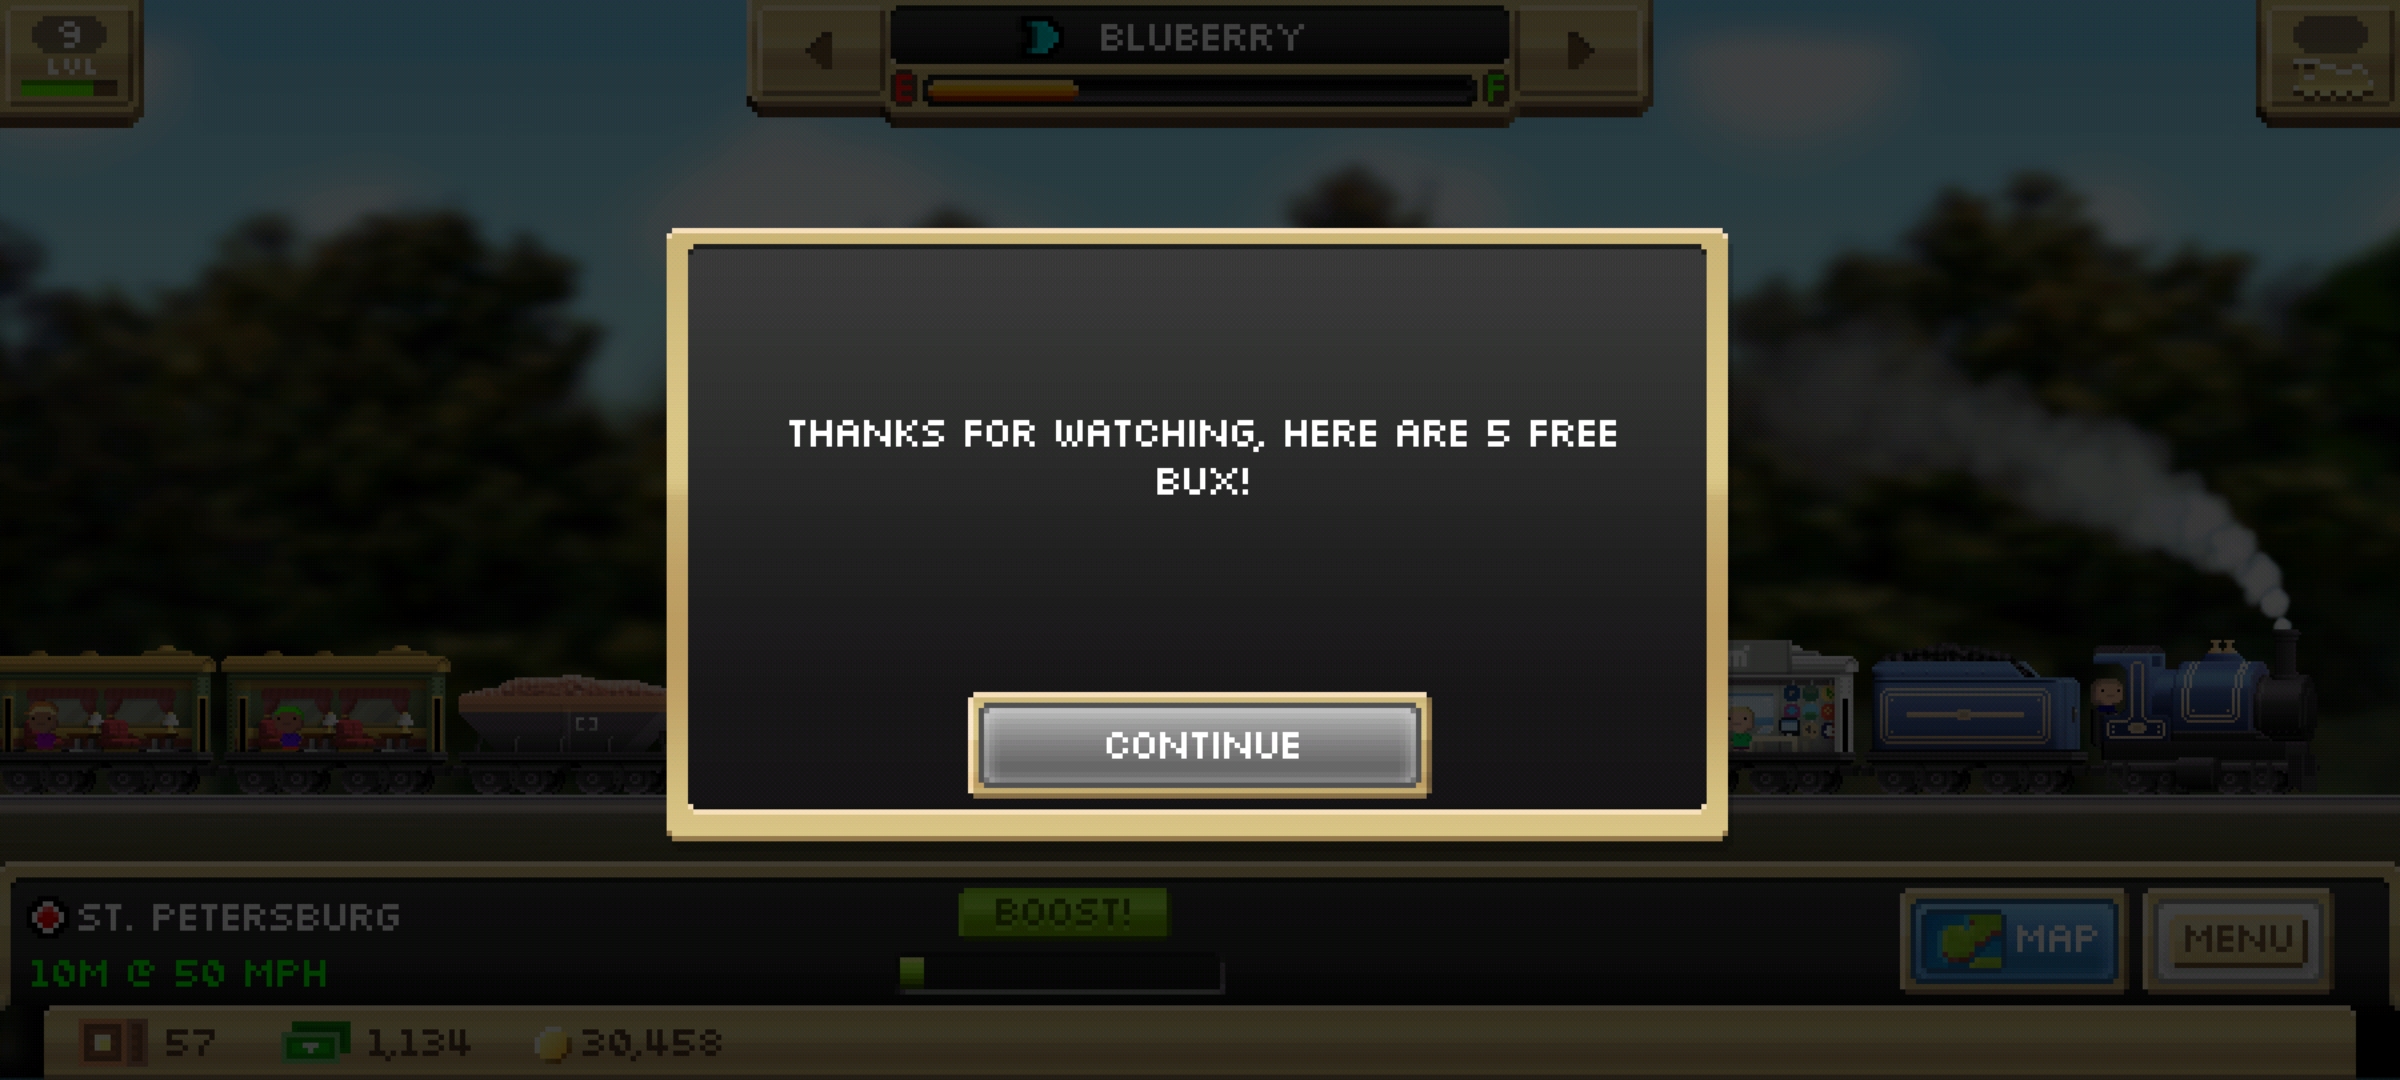 9
LVL
BLUBERRY
E F
THANKS FOR WATCHING, HERE ARE 5 FREE
BUX!
CONTINUE
ST. PETERSBURG
BOOST!
10M @ 50 MPH
MAP
MENU
57 1,134 30,458